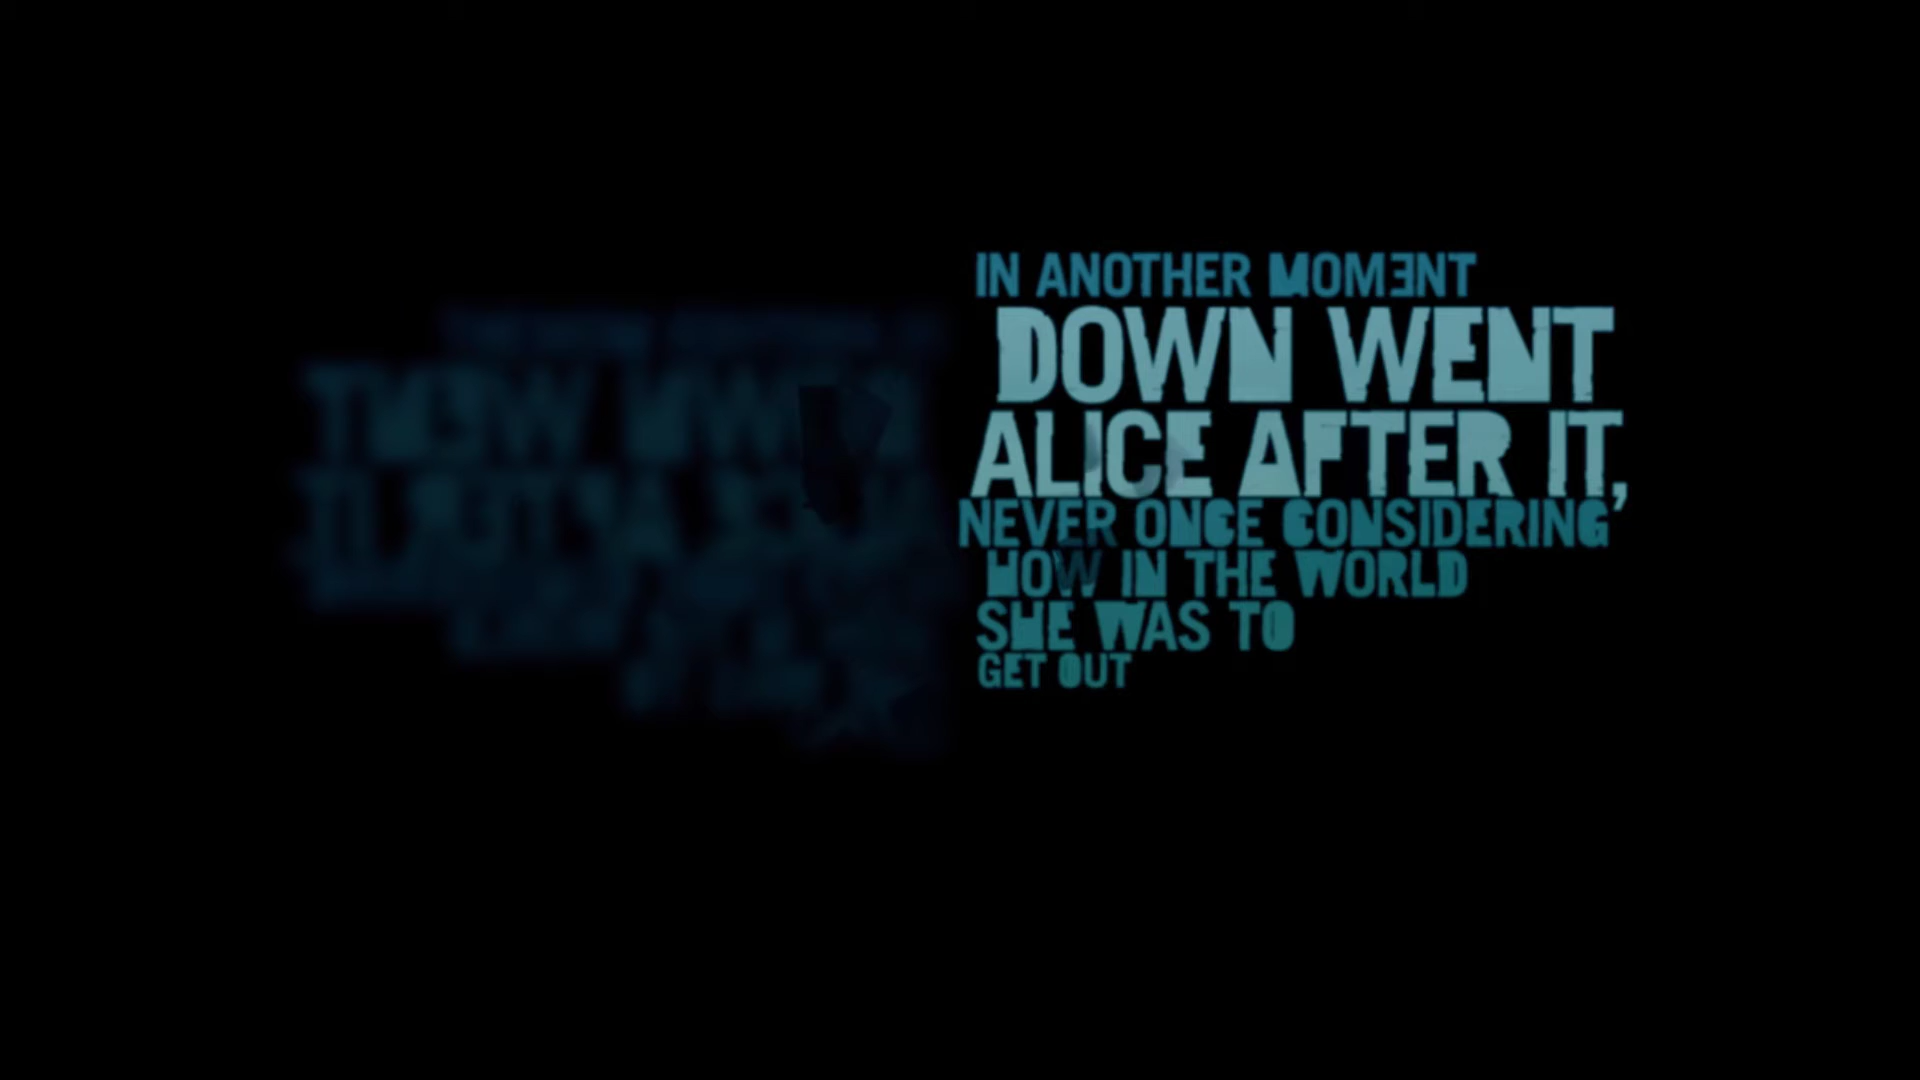 IN ANOTHER MOMENT
DOWN WENT
ALICE AFTER IT,
NEVER ONCE CONSIDERING
HOW IN THE WORLD
SHE WAS TO
GET OUT